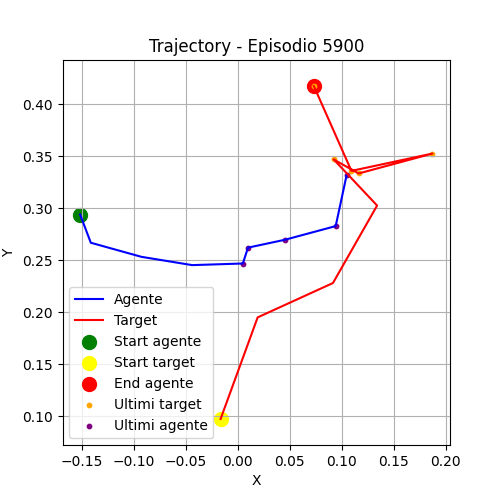 Trajectory - Episodio 5900
Y
0.40
0.35
0.30
0.25
0.20
0.15
0.10
Agente
Target
Start agente
Start target
End agente
Ultimi target
Ultimi agente
−0.15 −0.10 −0.05 0.00 0.05 0.10 0.15 0.20
X